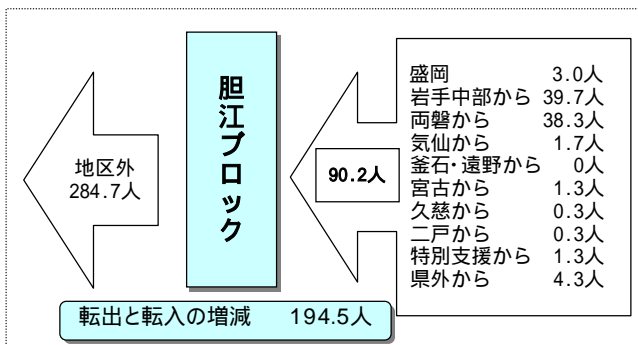 地区外
284.7人
胆江ブロック
90.2人
盛岡 3.0人
岩手中部から 39.7人
両磐から 38.3人
気仙から 1.7人
釜石・遠野から 0人
宮古から 1.3人
久慈から 0.3人
二戸から 0.3人
特別支援から 1.3人
県外から 4.3人
転出と転入の増減 194.5人